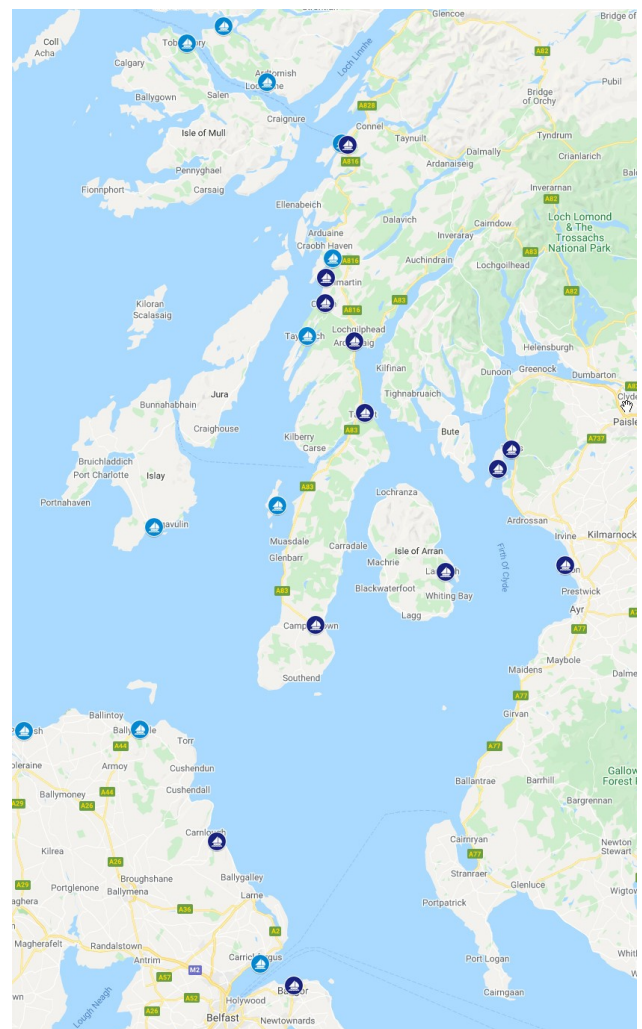 Glencoe
Bridge of
Coll
Acha
Loch Linnhe
A82
Calgary
Pubil
Ballygown
Salen
Bridge
of Orchy
A828
Craignure
Connel
Isle of Mull
Taynuilt
Tyndrum
Dalmally
Crianlarich
A816
Ardanaiseig
Pennyghael
Fionnphort
Carsaig
Inverarnan
A82
Ellenabeich
Dalavich
Cairndow
Loch Lomond
& The
Trossachs
National Park
Arduaine
Inveraray
Craobh Haven
A83
A816
Auchindrain
Lochgoilhead
A82
Kiloran
Scalasaig
A83
A816
Lochgilphead
Helensburgh
Kilfinan
Dunoon
Greenock
Dumbarton
Jura
Tighnabruaich
Bunnahabhain
Clyde
Paisle
Craighouse
A83
Bute
A737
Kilberry
Carse
Bruichladdich
Port Charlotte
Islay
A83
Lochranza
Portnahaven
Ardrossan
Irvine
Kilmarnock
Muasdale
Carradale
Isle of Arran
Firth Of Clyde
Glenbarr
Machrie
A83
Blackwaterfoot
Whiting Bay
Prestwick
Lagg
Ayr
A77
Maybole
Southend
Maidens
Dalme
A77
Ballintoy
Girvan
A44
Torr
A77
Armoy
Cushendun
Gallow
Forest
Ballymoney
A44
A26
Cushendall
Ballantrae
Barrhill
Bargrennan
A29
Carnlough
Kilrea
Cairnryan
Newton
Stewart
A26
A77
Broughshane
Ballygalley
Stranraer
A29
Portglenone
Ballymena
Larne
Glenluce
Wigtow
Portpatrick
A36
A2
Magherafelt
Randalstown
Antrim
M2
Port Logan
A57
Holywood
Cairngaan
Lough Neagh
A26
A52
Belfast
Newtownards